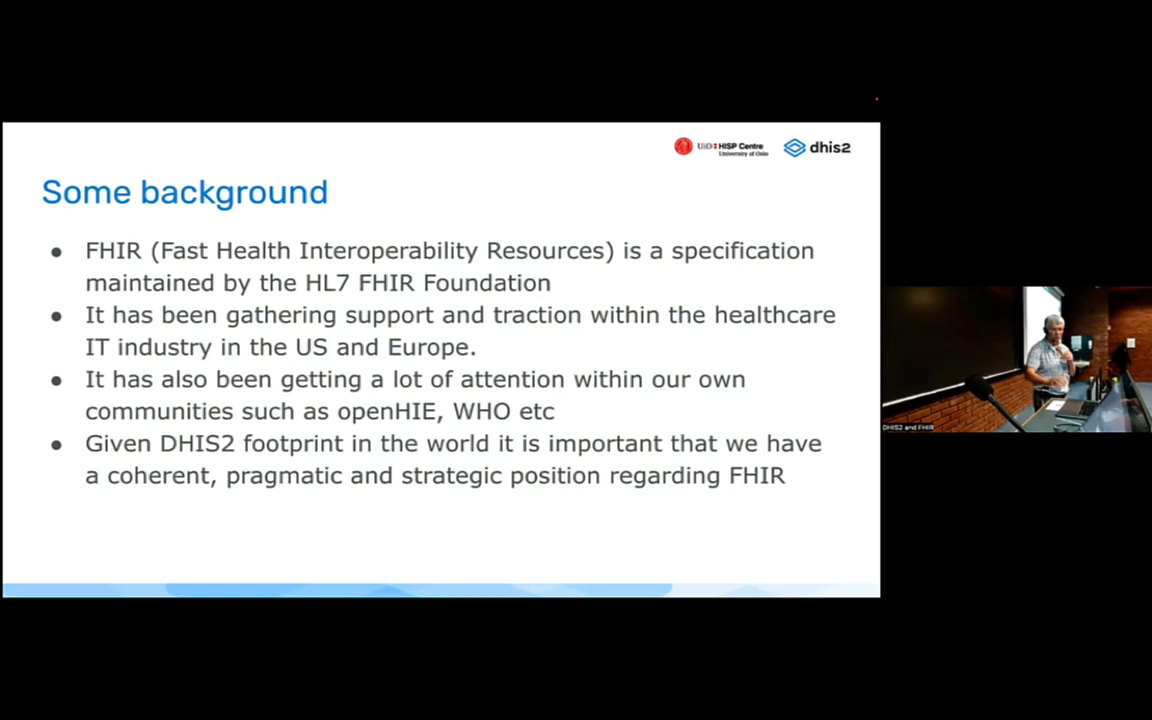 UiO HISP Centre
University of Oslo
dhis2
Some background
● FHIR (Fast Health Interoperability Resources) is a specification
maintained by the HL7 FHIR Foundation
● It has been gathering support and traction within the healthcare
IT industry in the US and Europe.
● It has also been getting a lot of attention within our own
communities such as openHIE, WHO etc
● Given DHIS2 footprint in the world it is important that we have
a coherent, pragmatic and strategic position regarding FHIR
DHIS2 and FHIR